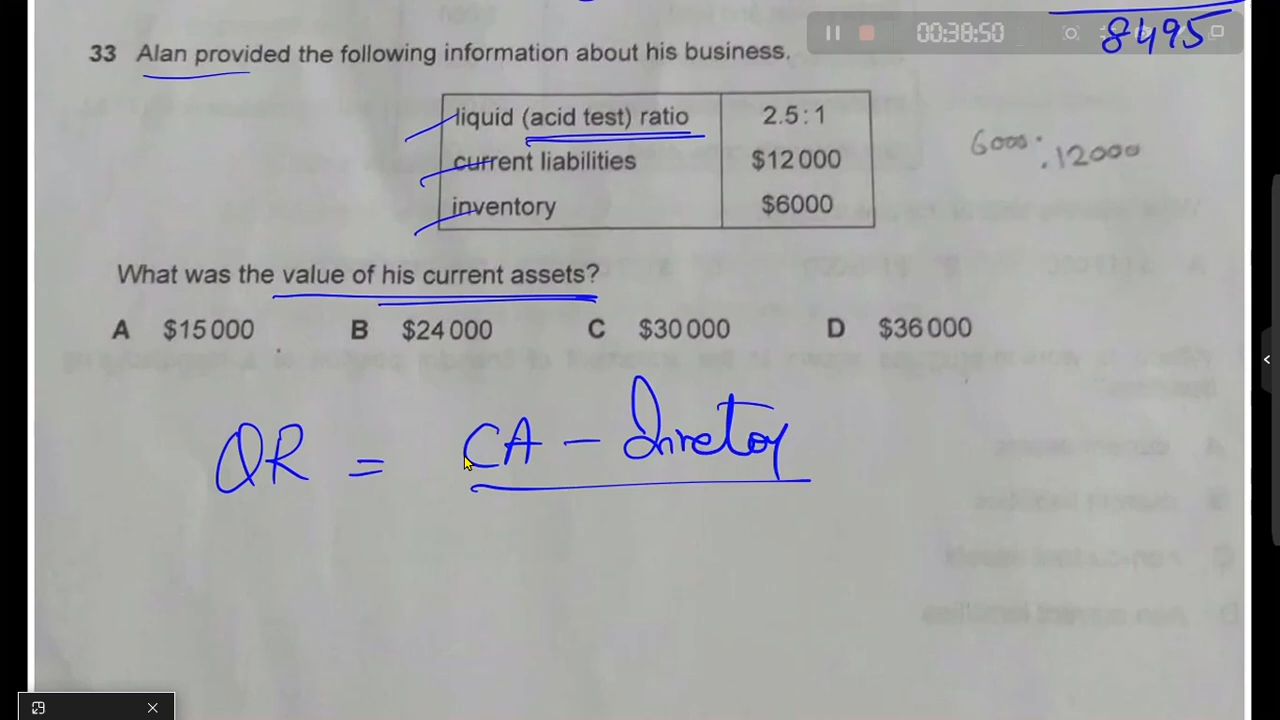 00:38:50
8495
33 Alan provided the following information about his business.
liquid (acid test) ratio 2.5:1
current liabilities $12 000
inventory $6000
6000 : 12000
What was the value of his current assets?
A $15 000 B $24 000 C $30 000 D $36 000
QR = CA –